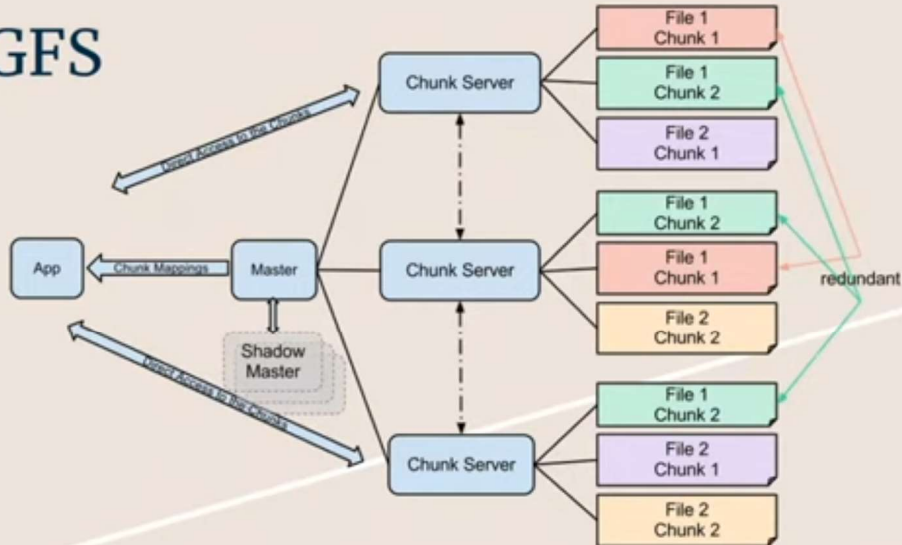 GFS
File 1
Chunk 1
File 1
Chunk 2
File 2
Chunk 1
Chunk Server
Direct Access to the Chunks
File 1
Chunk 2
File 1
Chunk 1
File 2
Chunk 2
Chunk Server
App
Chunk Mappings
Master
redundant
Shadow
Master
Direct Access to the Chunks
File 1
Chunk 2
File 2
Chunk 1
File 2
Chunk 2
Chunk Server